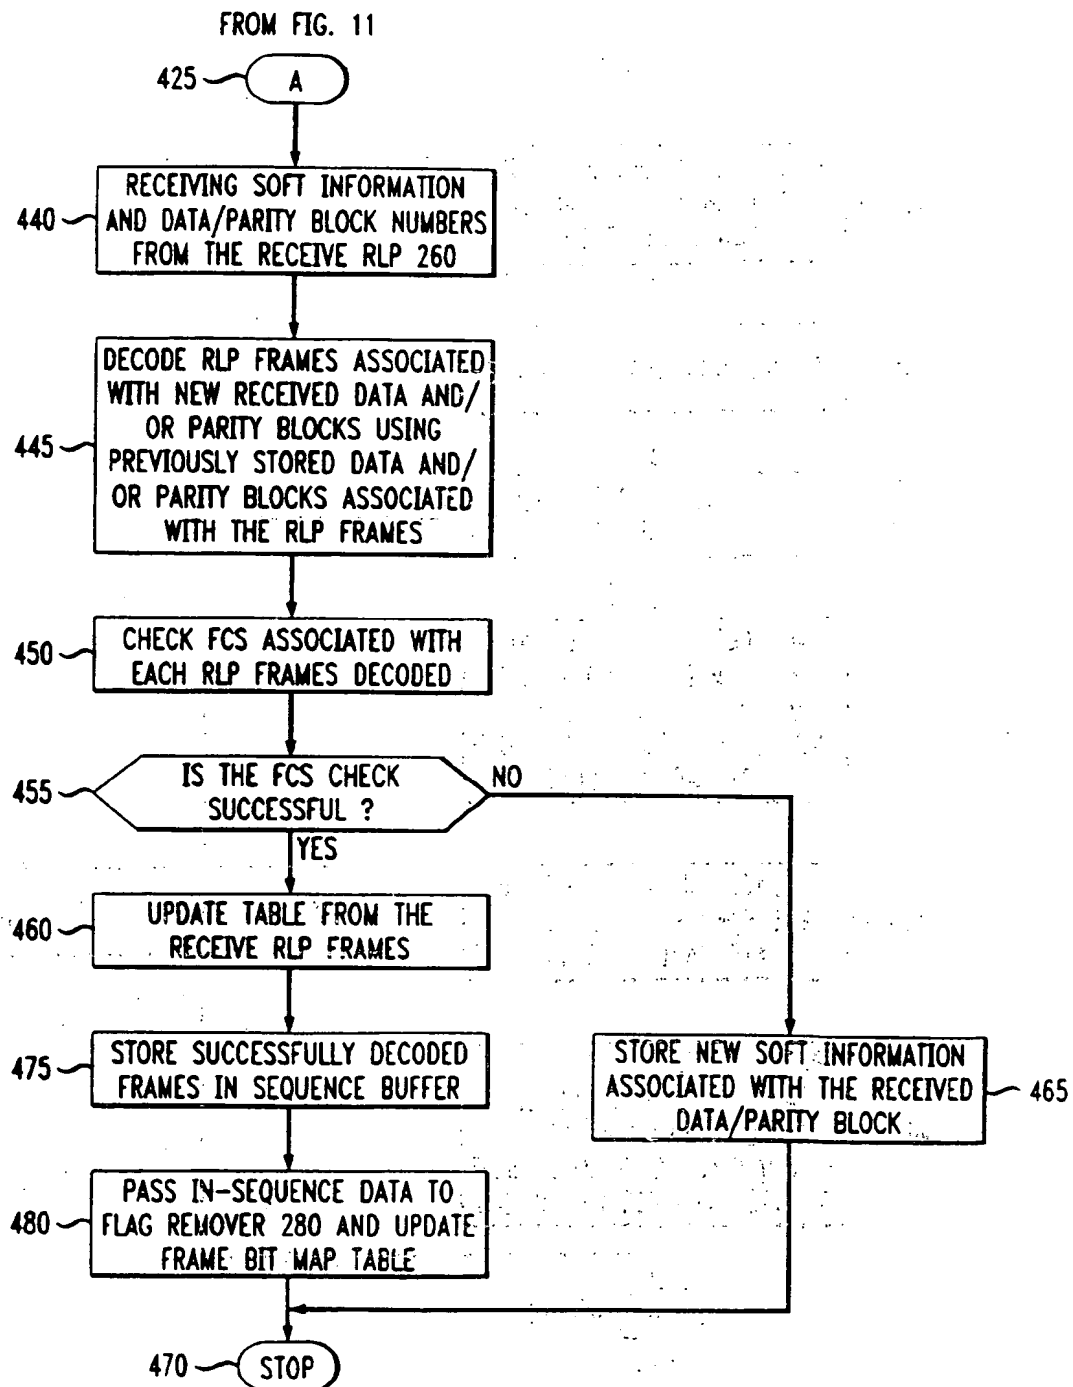 FROM FIG. 11
425
A
440
RECEIVING SOFT INFORMATION
AND DATA/PARITY BLOCK NUMBERS
FROM THE RECEIVE RLP 260
445
DECODE RLP FRAMES ASSOCIATED
WITH NEW RECEIVED DATA AND/
OR PARITY BLOCKS USING
PREVIOUSLY STORED DATA AND/
OR PARITY BLOCKS ASSOCIATED
WITH THE RLP FRAMES
450
CHECK FCS ASSOCIATED WITH
EACH RLP FRAMES DECODED
455
IS THE FCS CHECK
SUCCESSFUL ?
NO
YES
460
UPDATE TABLE FROM THE
RECEIVE RLP FRAMES
475
STORE SUCCESSFULLY DECODED
FRAMES IN SEQUENCE BUFFER
STORE NEW SOFT INFORMATION
ASSOCIATED WITH THE RECEIVED
DATA/PARITY BLOCK
465
480
PASS IN-SEQUENCE DATA TO
FLAG REMOVER 280 AND UPDATE
FRAME BIT MAP TABLE
470
STOP